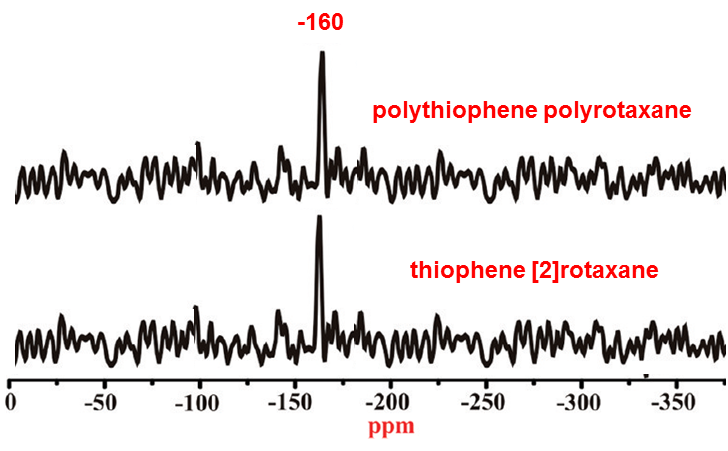 -160
polythiophene polyrotaxane
thiophene [2]rotaxane
0 -50 -100 -150 -200 -250 -300 -350
ppm